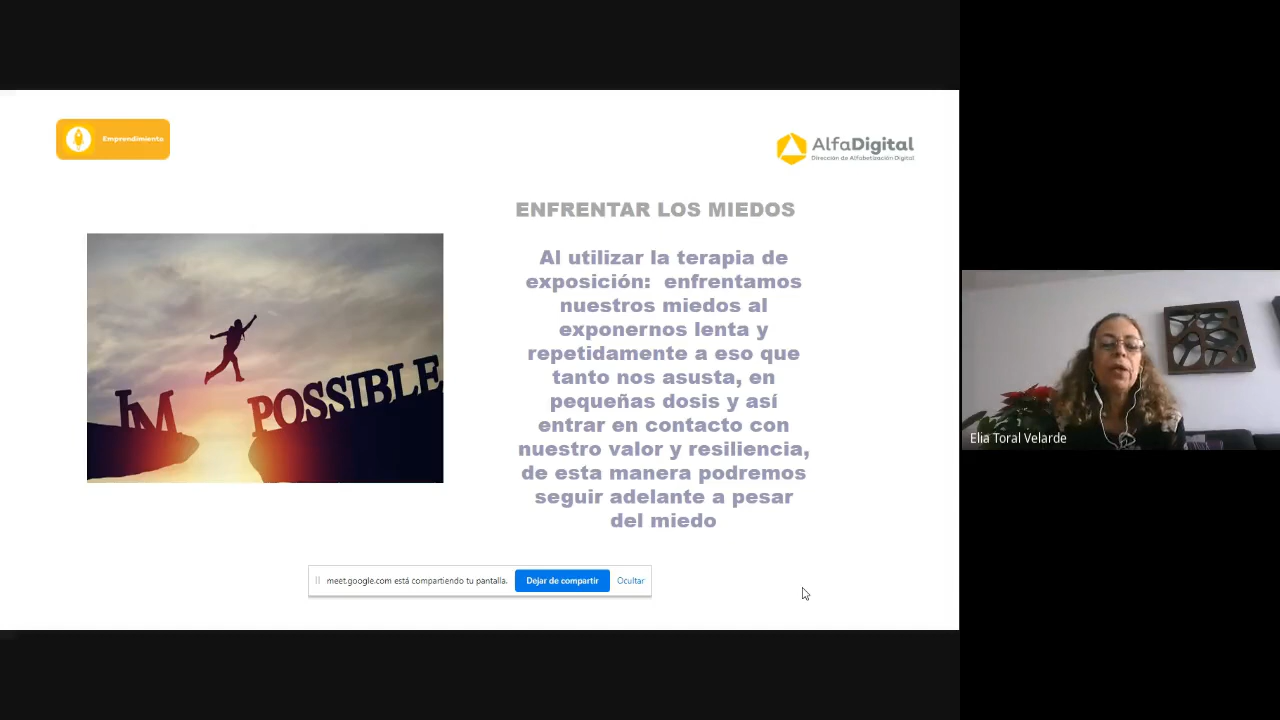 Emprendimiento
AlfaDigital
Dirección de Alfabetización Digital
ENFRENTAR LOS MIEDOS
Al utilizar la terapia de
exposición: enfrentamos
nuestros miedos al
exponernos lenta y
repetidamente a eso que
tanto nos asusta, en
pequeñas dosis y así
entrar en contacto con
nuestro valor y resiliencia,
de esta manera podremos
seguir adelante a pesar
del miedo
IM POSSIBLE
meet.google.com está compartiendo tu pantalla. Dejar de compartir Ocultar
Elia Toral Velarde